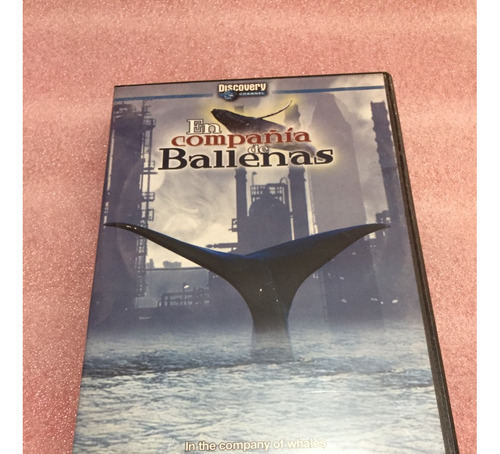 Discovery
CHANNEL
En
compañía
de
Ballenas
In the company of whales